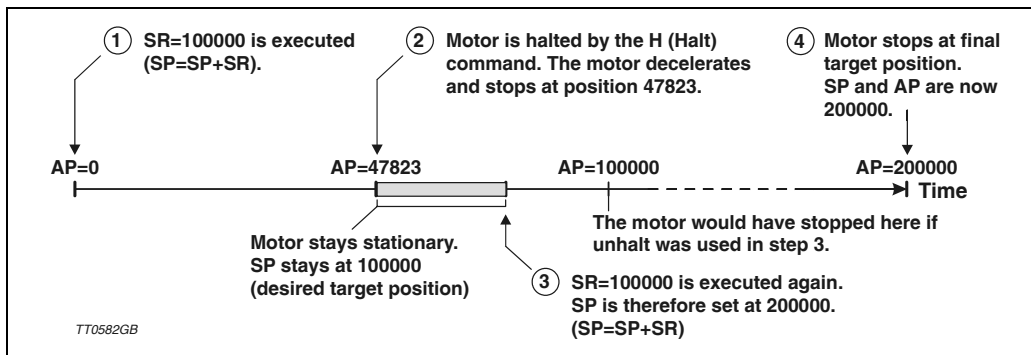 1 SR=100000 is executed
(SP=SP+SR).
2 Motor is halted by the H (Halt)
command. The motor decelerates
and stops at position 47823.
4 Motor stops at final
target position.
SP and AP are now
200000.
AP=0
AP=47823
AP=100000
AP=200000
Time
Motor stays stationary.
SP stays at 100000
(desired target position)
The motor would have stopped here if
unhalt was used in step 3.
3 SR=100000 is executed again.
SP is therefore set at 200000.
(SP=SP+SR)
TT0582GB